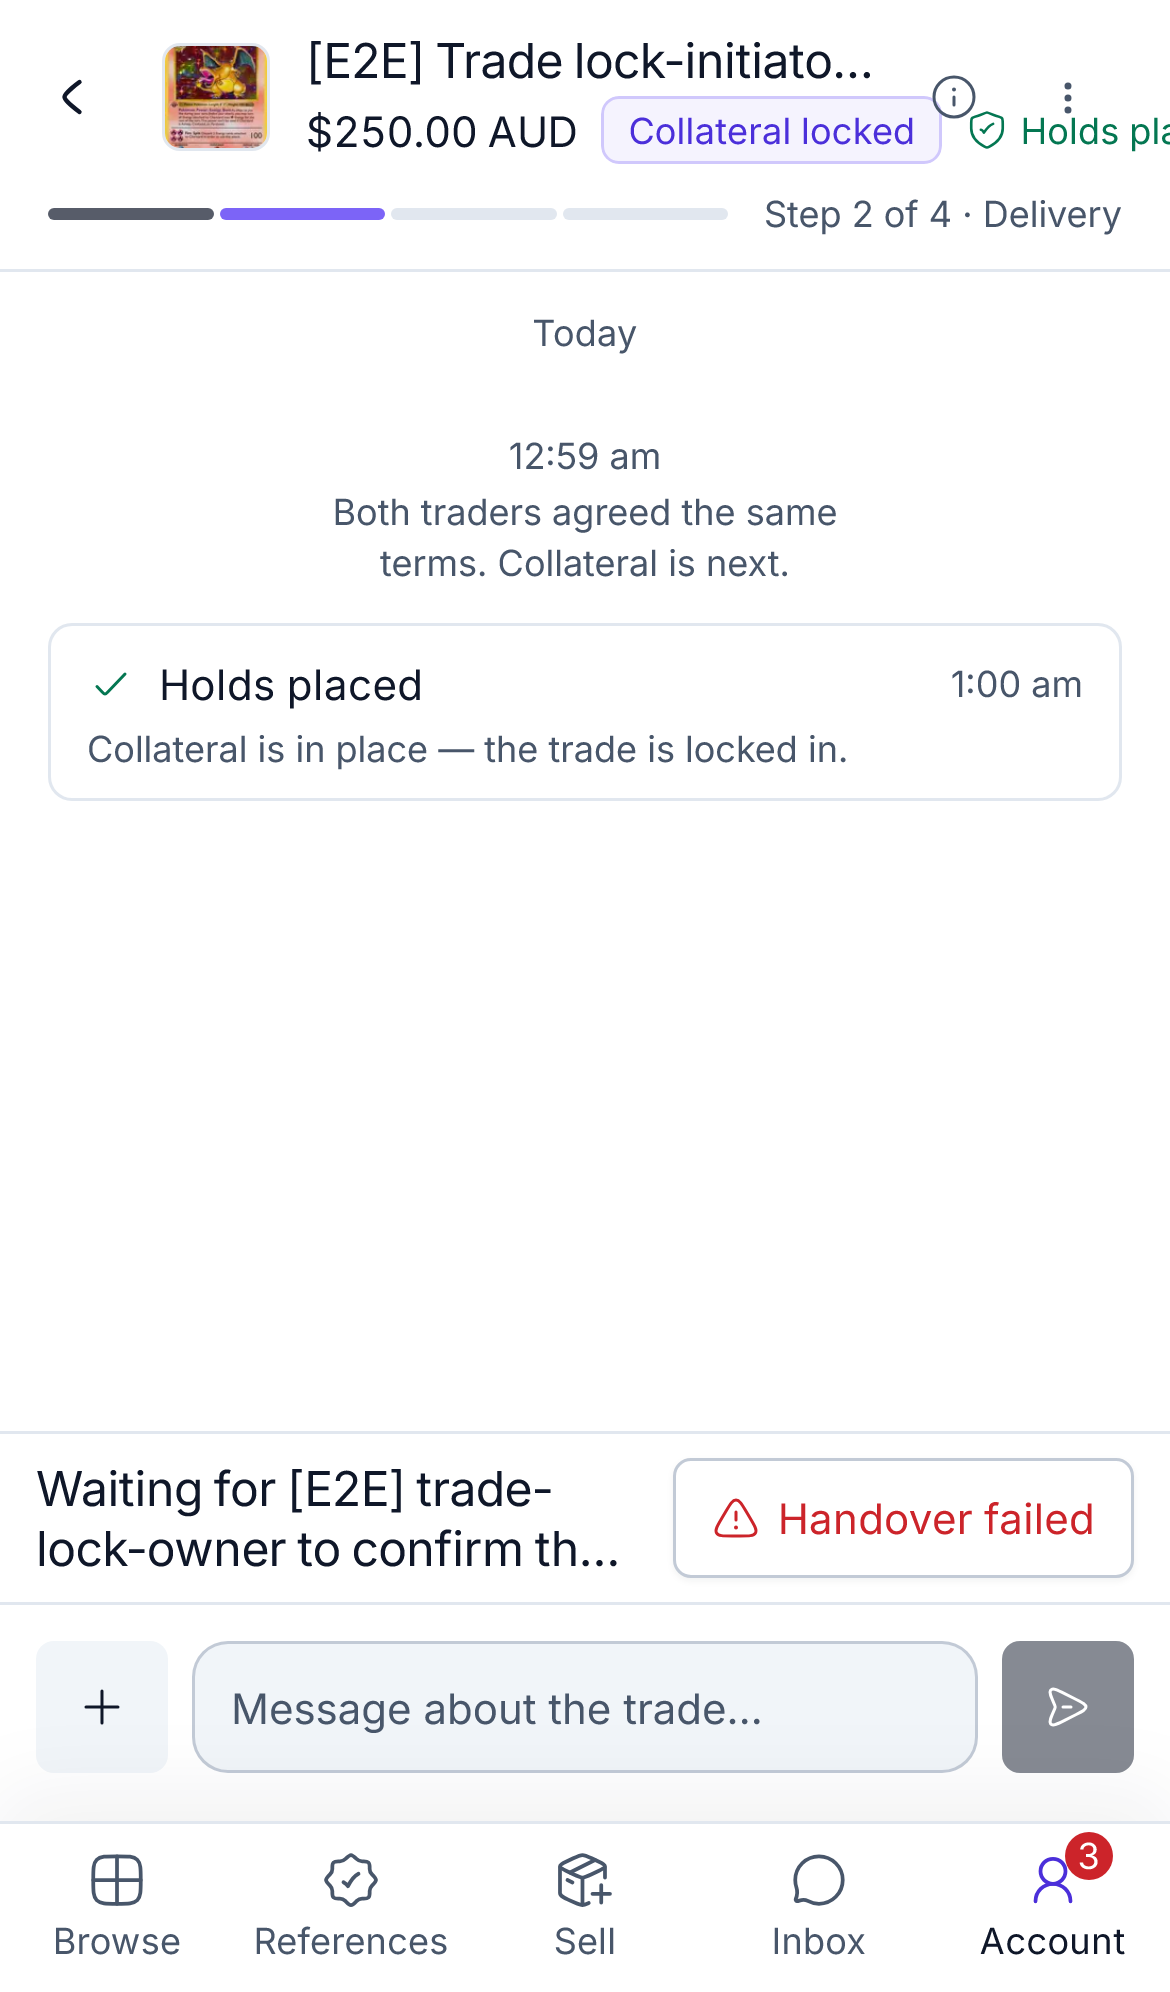 [E2E] Trade lock-initiato...
$250.00 AUD
Collateral locked
Holds pla
Step 2 of 4 · Delivery
Today
12:59 am
Both traders agreed the same
terms. Collateral is next.
Holds placed
1:00 am
Collateral is in place — the trade is locked in.
Waiting for [E2E] trade-
lock-owner to confirm th...
Handover failed
Message about the trade...
3
Browse
References
Sell
Inbox
Account